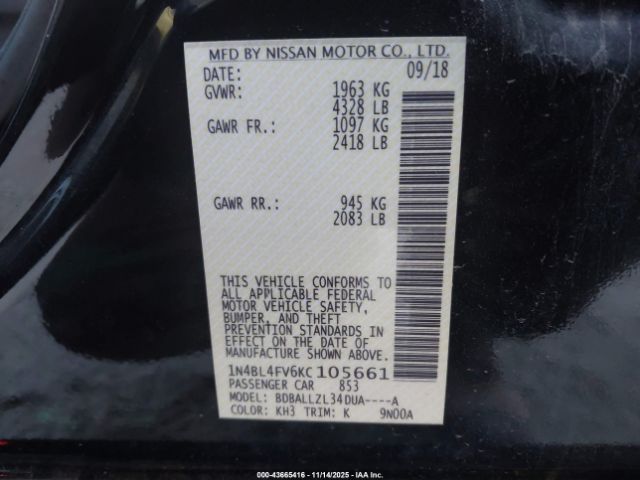 MFD BY NISSAN MOTOR CO., LTD.
DATE: 09/18
GVWR: 1963 KG
4328 LB
GAWR FR.: 1097 KG
2418 LB
GAWR RR.: 945 KG
2083 LB
THIS VEHICLE CONFORMS TO
ALL APPLICABLE FEDERAL
MOTOR VEHICLE SAFETY,
BUMPER, AND THEFT
PREVENTION STANDARDS IN
EFFECT ON THE DATE OF
MANUFACTURE SHOWN ABOVE.
1N4BL4FV6KC105661
PASSENGER CAR 853
MODEL: BDBALLZL34DUA----A
COLOR: KH3 TRIM: K 9N00A
000-43665416 - 11/14/2025 - IAA Inc.